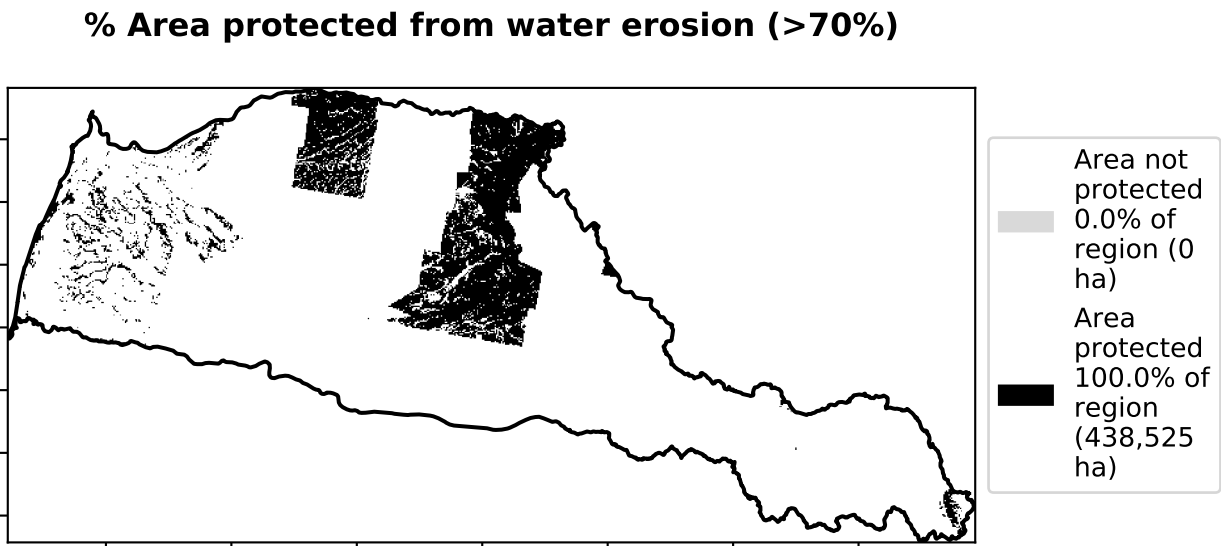 % Area protected from water erosion (>70%)
Area not
protected
0.0% of
region (0
ha)
Area
protected
100.0% of
region
(438,525
ha)